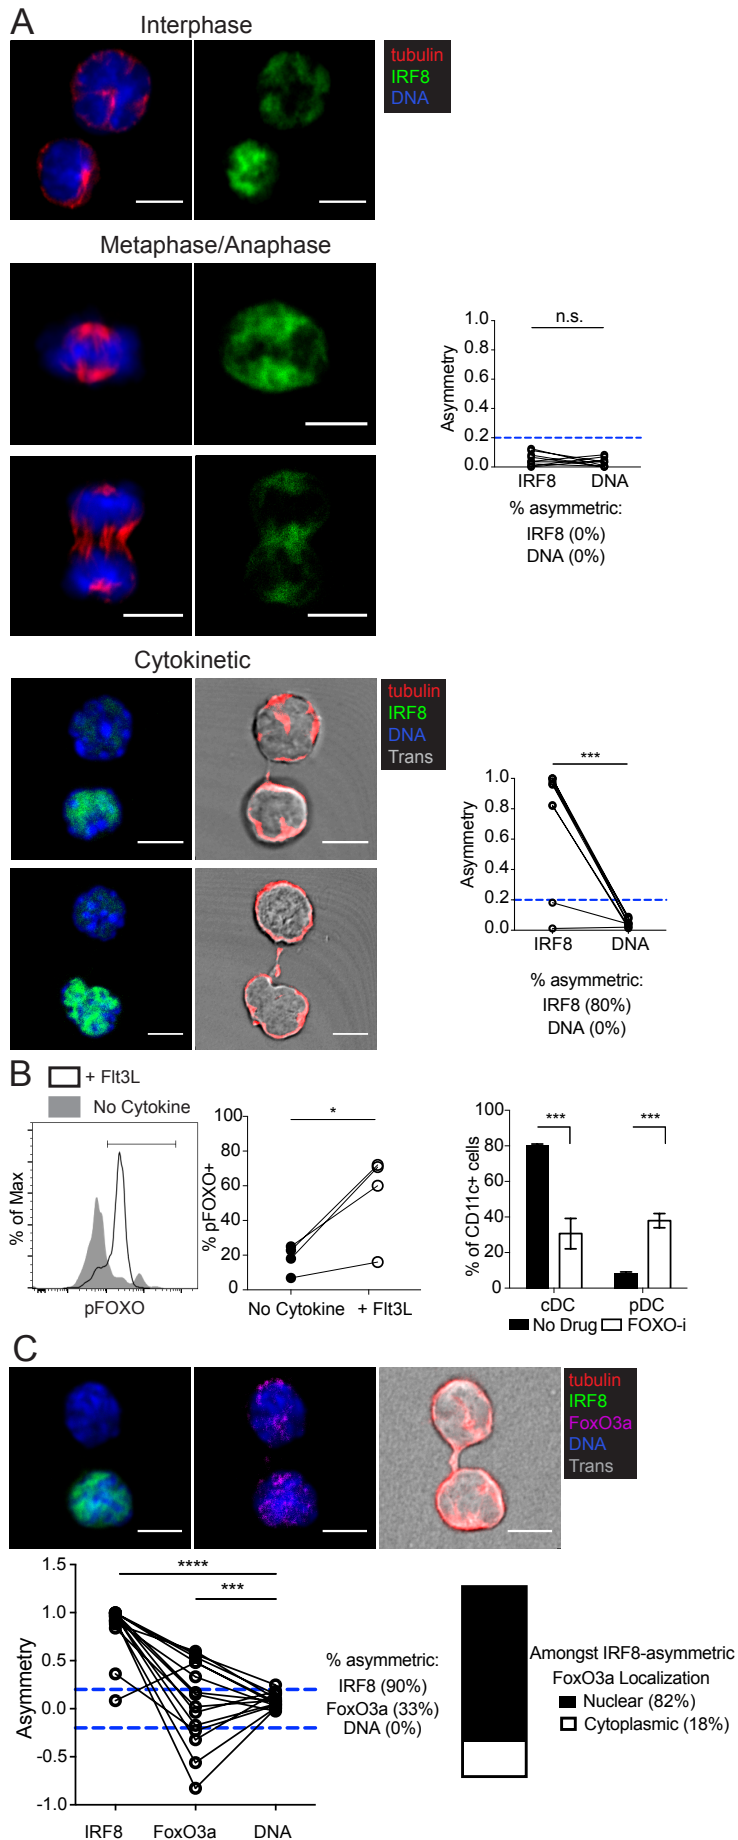 A
Interphase
tubulin
IRF8
DNA
Metaphase/Anaphase
n.s.
1.0
0.8
0.6
0.4
0.2
0.0
Asymmetry
IRF8 DNA
% asymmetric:
IRF8 (0%)
DNA (0%)
Cytokinetic
tubulin
IRF8
DNA
Trans
***
1.0
0.8
0.6
0.4
0.2
0.0
Asymmetry
IRF8 DNA
% asymmetric:
IRF8 (80%)
DNA (0%)
B
+ Flt3L
No Cytokine
% of Max
pFOXO
*
100
80
60
40
20
0
% pFOXO+
No Cytokine + Flt3L
*** ***
80
60
40
20
0
% of CD11c+ cells
cDC pDC
No Drug FOXO-i
C
tubulin
IRF8
FoxO3a
DNA
Trans
****
***
1.5
1.0
0.5
0.0
-0.5
-1.0
Asymmetry
IRF8 FoxO3a DNA
% asymmetric:
IRF8 (90%)
FoxO3a (33%)
DNA (0%)
Amongst IRF8-asymmetric
FoxO3a Localization
Nuclear (82%)
Cytoplasmic (18%)